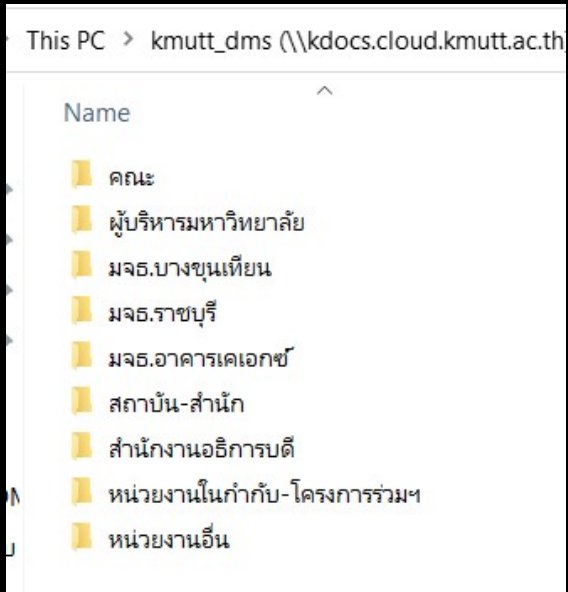 This PC > kmutt_dms (\\kdocs.cloud.kmutt.ac.th)
Name
คณะ
ผู้บริหารมหาวิทยาลัย
มจธ.บางขุนเทียน
มจธ.ราชบุรี
มจธ.อาคารเคเอกซ์
สถาบัน-สำนัก
สำนักงานอธิการบดี
หน่วยงานในกำกับ-โครงการร่วมฯ
หน่วยงานอื่น